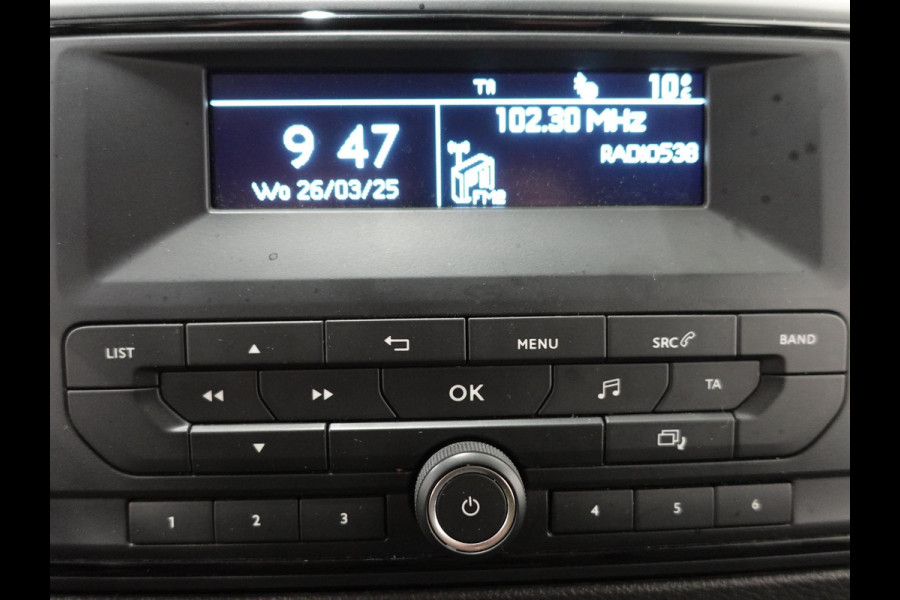 TA 10°C
9 47
Wo 26/03/25
102.30 MHz
RADIO538
FM2
LIST
MENU
SRC
BAND
OK
TA
1 2 3 4 5 6